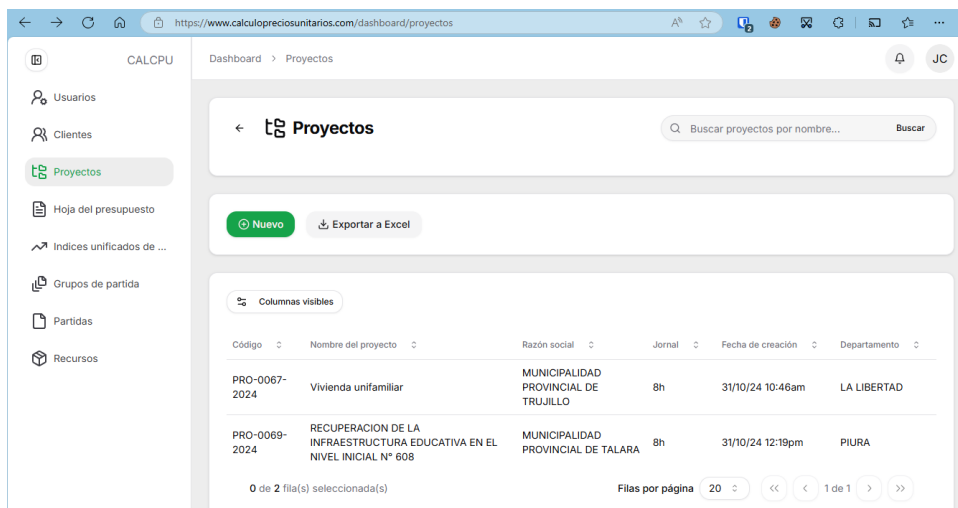 https://www.calculopreciosunitarios.com/dashboard/proyectos
2
CALCPU
Dashboard > Proyectos
JC
Usuarios
Clientes
Proyectos
Hoja del presupuesto
Indices unificados de ...
Grupos de partida
Partidas
Recursos
Proyectos
Buscar proyectos por nombre...
Buscar
Nuevo
Exportar a Excel
Columnas visibles
Código Nombre del proyecto Razón social Jornal Fecha de creación Departamento
PRO-0067-
2024
Vivienda unifamiliar
MUNICIPALIDAD
PROVINCIAL DE
TRUJILLO
8h
31/10/24 10:46am
LA LIBERTAD
PRO-0069-
2024
RECUPERACION DE LA
INFRAESTRUCTURA EDUCATIVA EN EL
NIVEL INICIAL N° 608
MUNICIPALIDAD
PROVINCIAL DE TALARA
8h
31/10/24 12:19pm
PIURA
0 de 2 fila(s) seleccionada(s)
Filas por página 20
1 de 1